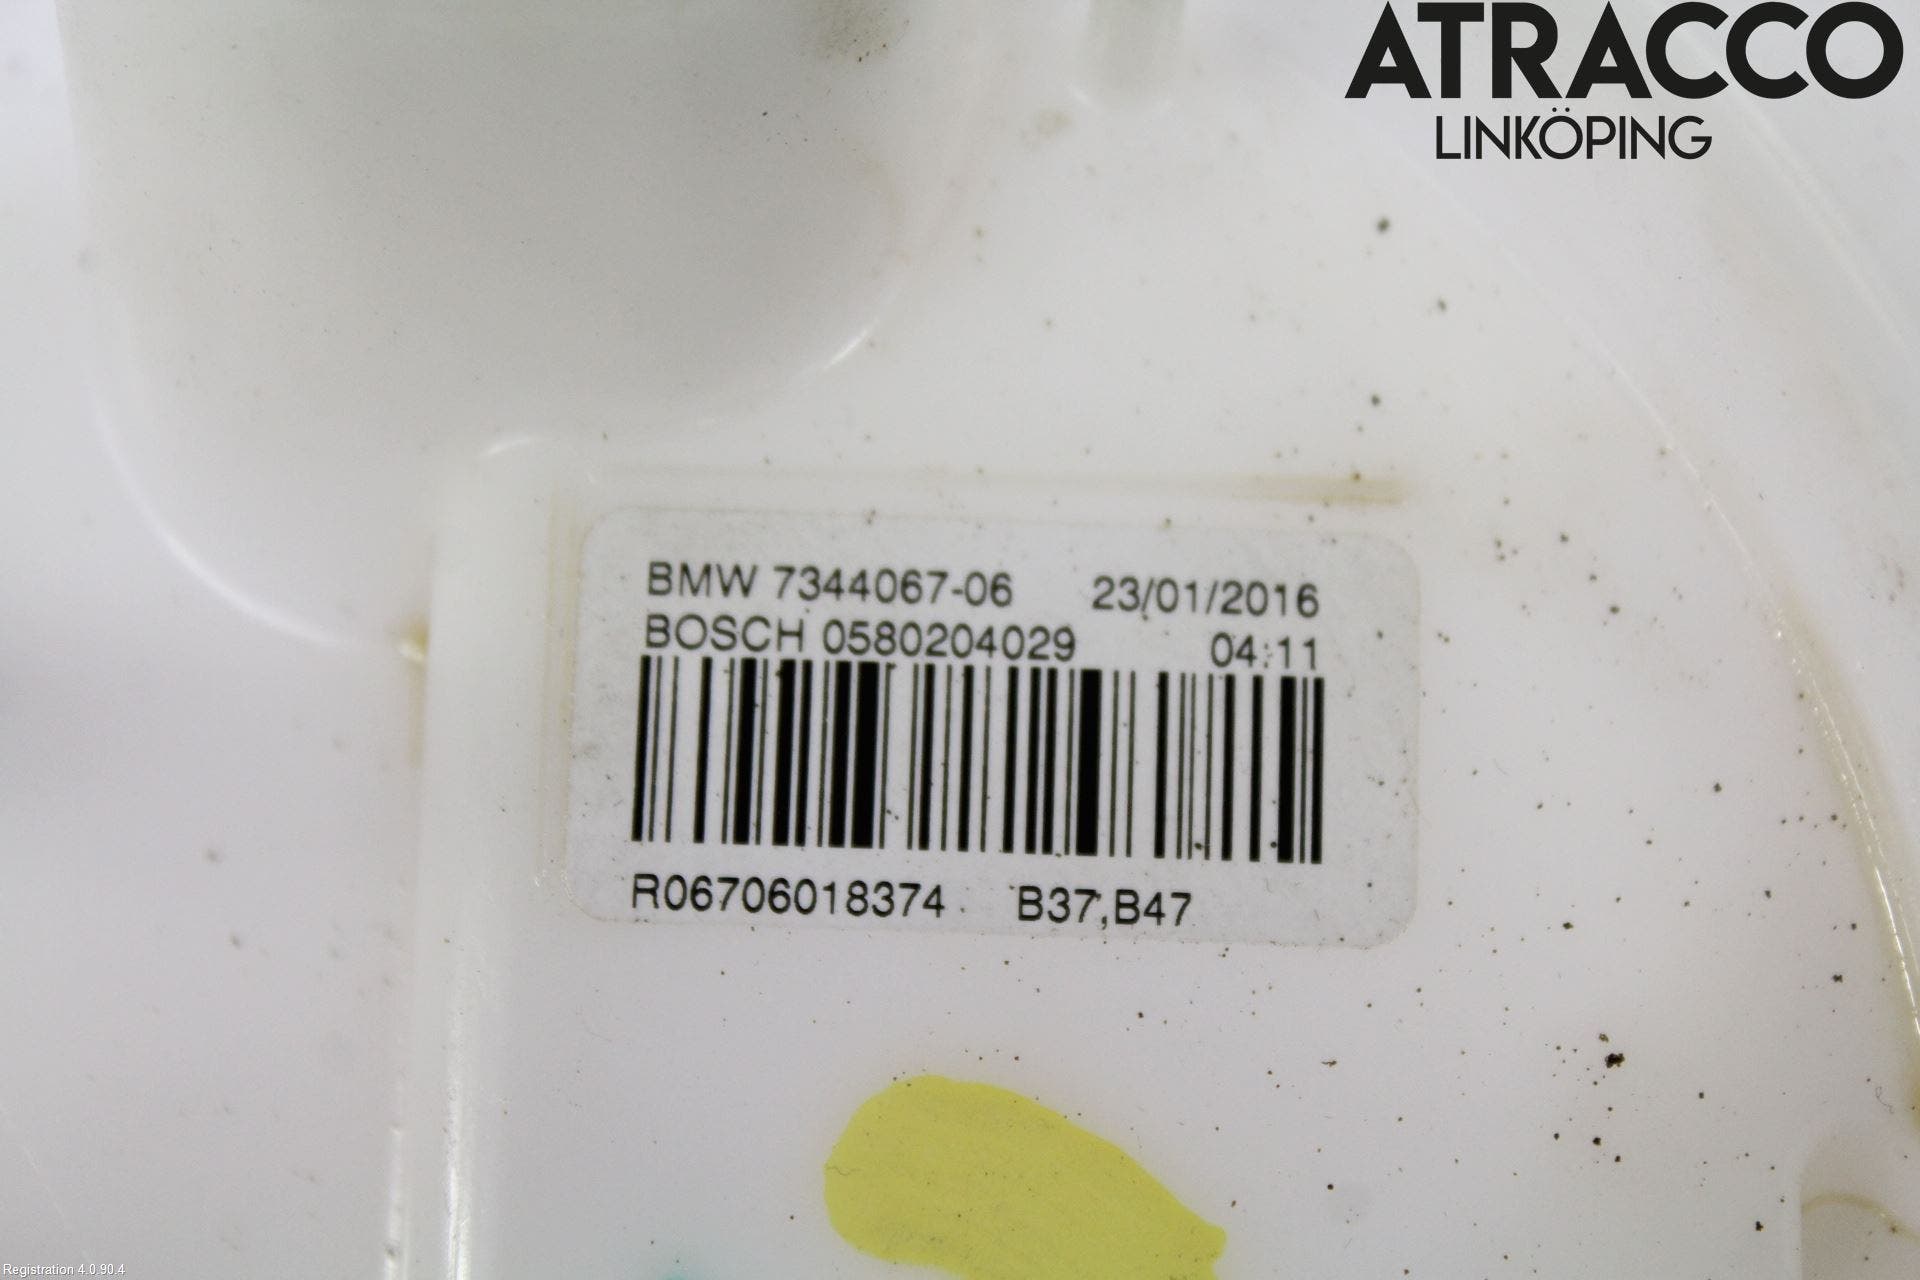 ATRACCO
LINKÖPING
BMW 7344067-06 23/01/2016
BOSCH 0580204029 04:11
R06706018374 B37,B47
Registration 4.0.90.4